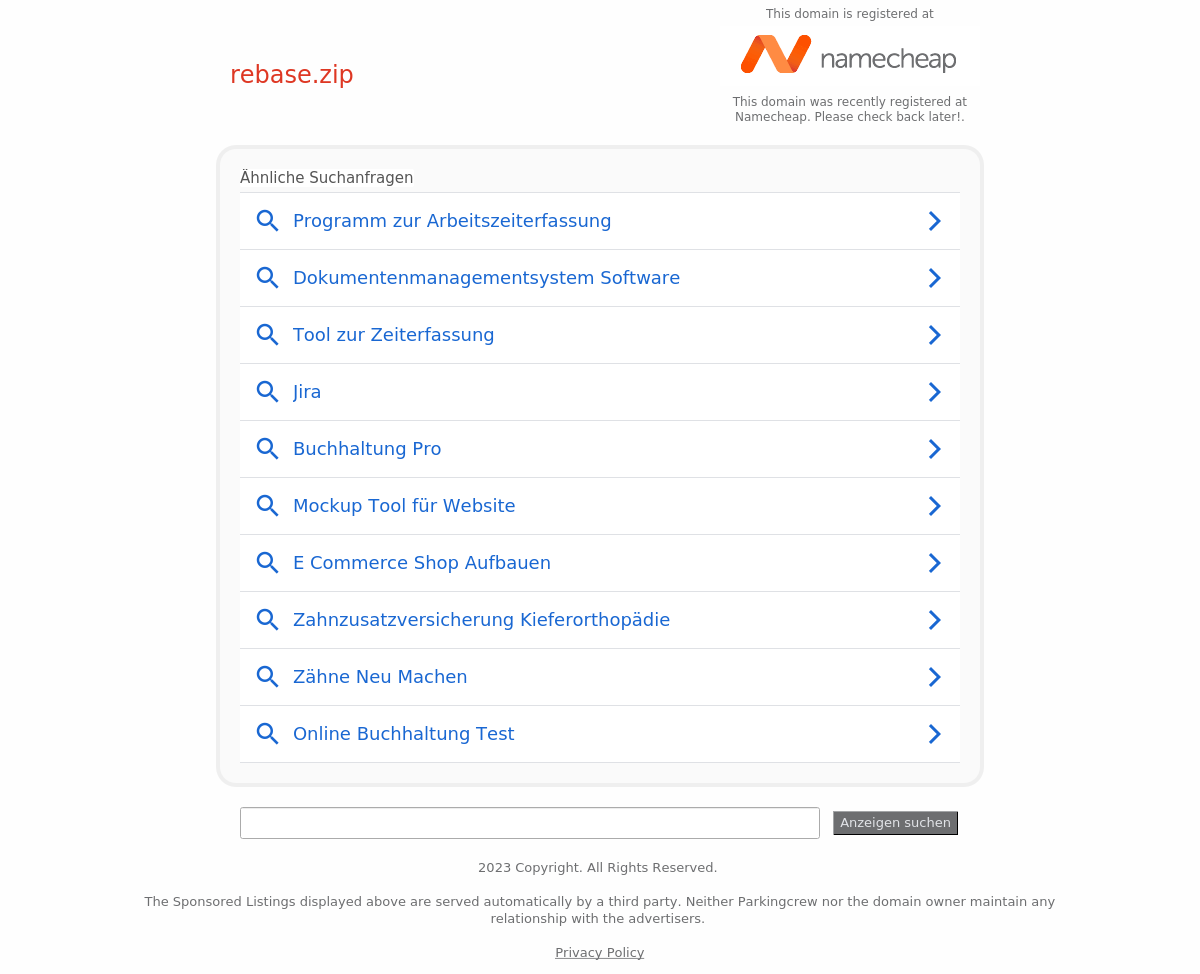 This domain is registered at
namecheap
rebase.zip
This domain was recently registered at
Namecheap. Please check back later!.
Ähnliche Suchanfragen
Programm zur Arbeitszeiterfassung
Dokumentenmanagementsystem Software
Tool zur Zeiterfassung
Jira
Buchhaltung Pro
Mockup Tool für Website
E Commerce Shop Aufbauen
Zahnzusatzversicherung Kieferorthopädie
Zähne Neu Machen
Online Buchhaltung Test
Anzeigen suchen
2023 Copyright. All Rights Reserved.
The Sponsored Listings displayed above are served automatically by a third party. Neither Parkingcrew nor the domain owner maintain any
relationship with the advertisers.
Privacy Policy